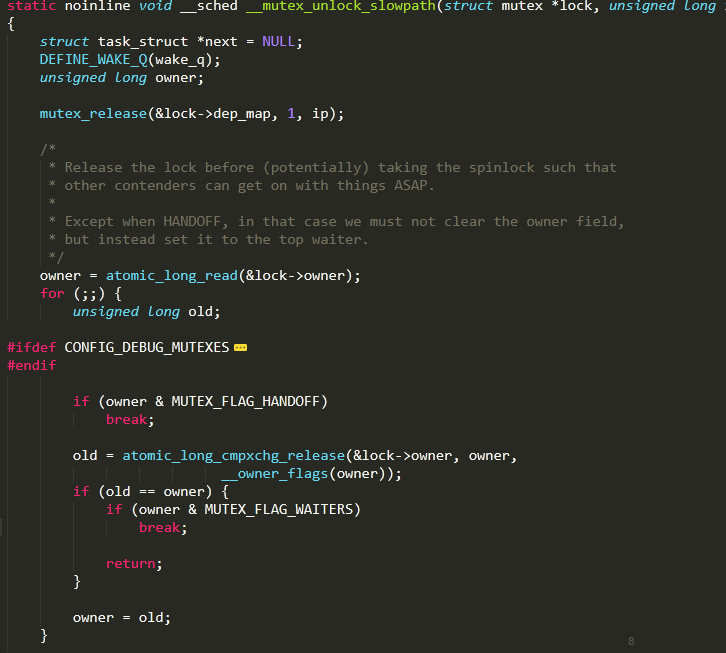 static noinline void __sched __mutex_unlock_slowpath(struct mutex *lock, unsigned long
{
    struct task_struct *next = NULL;
    DEFINE_WAKE_Q(wake_q);
    unsigned long owner;

    mutex_release(&lock->dep_map, 1, ip);

    /*
     * Release the lock before (potentially) taking the spinlock such that
     * other contenders can get on with things ASAP.
     *
     * Except when HANDOFF, in that case we must not clear the owner field,
     * but instead set it to the top waiter.
     */
    owner = atomic_long_read(&lock->owner);
    for (;;) {
        unsigned long old;

#ifdef CONFIG_DEBUG_MUTEXES
#endif

        if (owner & MUTEX_FLAG_HANDOFF)
            break;

        old = atomic_long_cmpxchg_release(&lock->owner, owner,
                          __owner_flags(owner));
        if (old == owner) {
            if (owner & MUTEX_FLAG_WAITERS)
                break;

            return;
        }

        owner = old;
    }
8